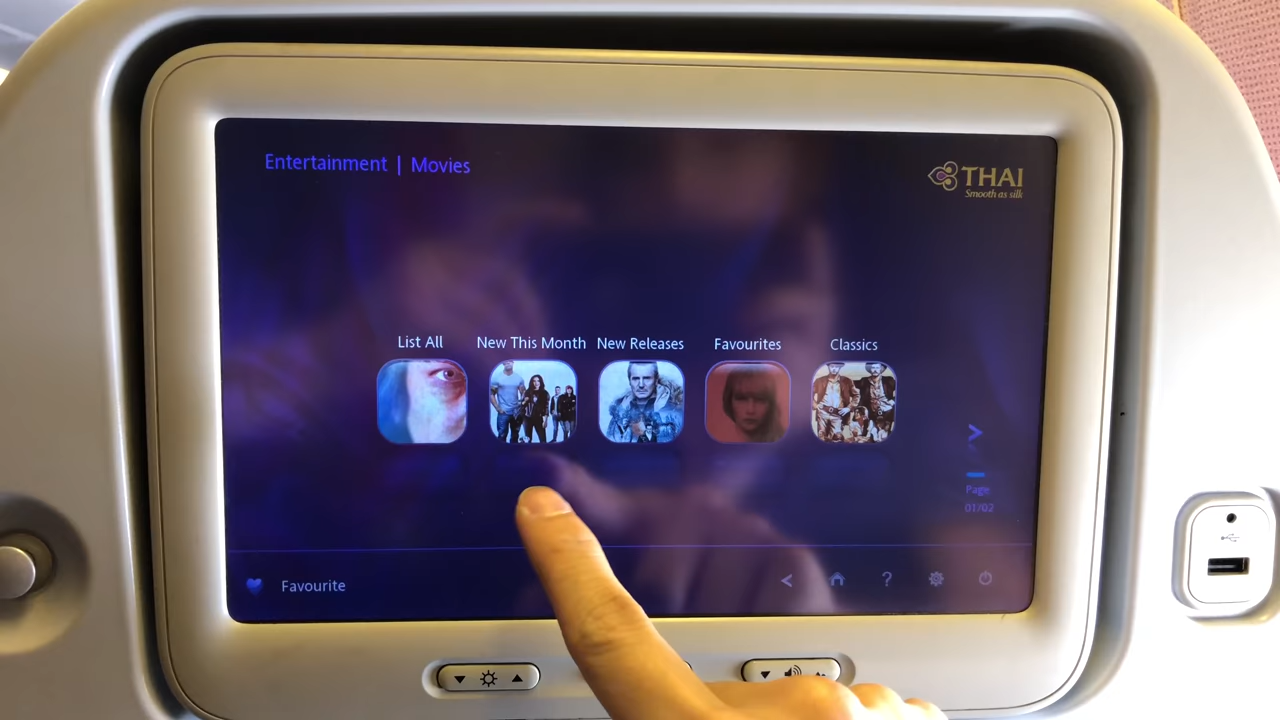 Entertainment | Movies
THAI
Smooth as silk
List All
New This Month
New Releases
Favourites
Classics
Page
01/02
Favourite
?